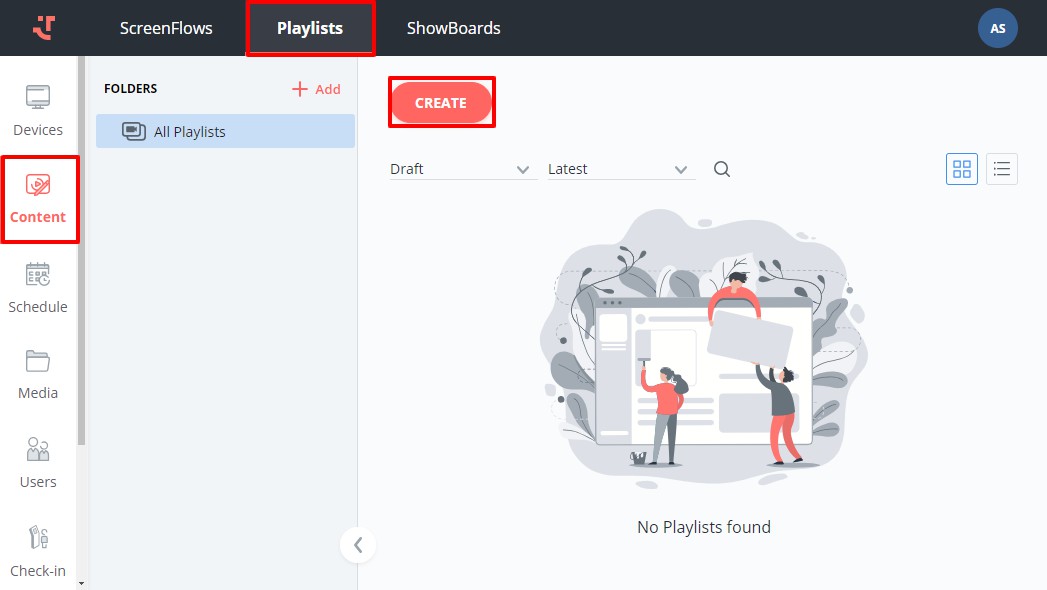 ScreenFlows
Playlists
ShowBoards
AS
Devices
Content
Schedule
Media
Users
Check-in
FOLDERS
Add
All Playlists
CREATE
Draft
Latest
No Playlists found